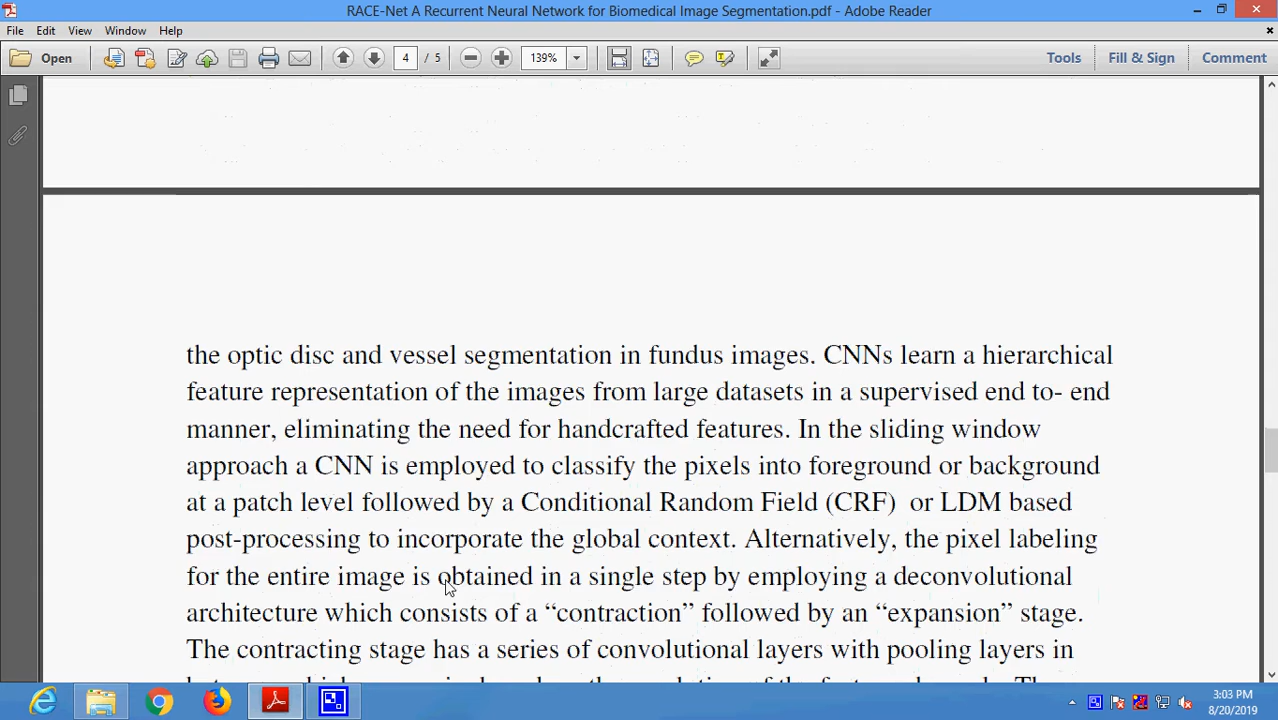 RACE-Net A Recurrent Neural Network for Biomedical Image Segmentation.pdf - Adobe Reader
File Edit View Window Help
Open 4 / 5 139% Tools Fill & Sign Comment
the optic disc and vessel segmentation in fundus images. CNNs learn a hierarchical
feature representation of the images from large datasets in a supervised end to- end
manner, eliminating the need for handcrafted features. In the sliding window
approach a CNN is employed to classify the pixels into foreground or background
at a patch level followed by a Conditional Random Field (CRF) or LDM based
post-processing to incorporate the global context. Alternatively, the pixel labeling
for the entire image is obtained in a single step by employing a deconvolutional
architecture which consists of a “contraction” followed by an “expansion” stage.
The contracting stage has a series of convolutional layers with pooling layers in
3:03 PM
8/20/2019